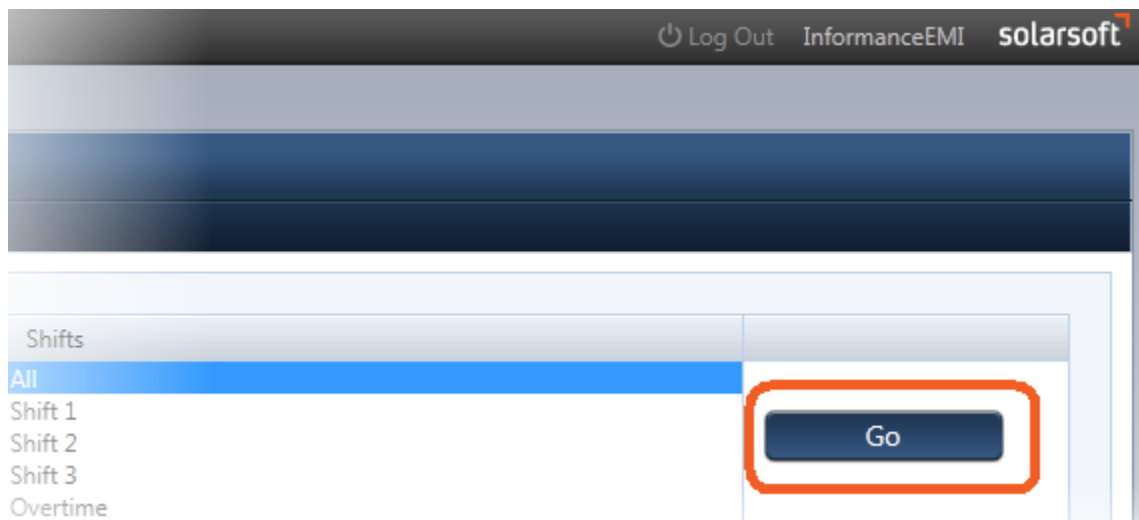 Log Out InformanceEMI solarsoft
Shifts
All
Shift 1
Go
Shift 2
Shift 3
Overtime